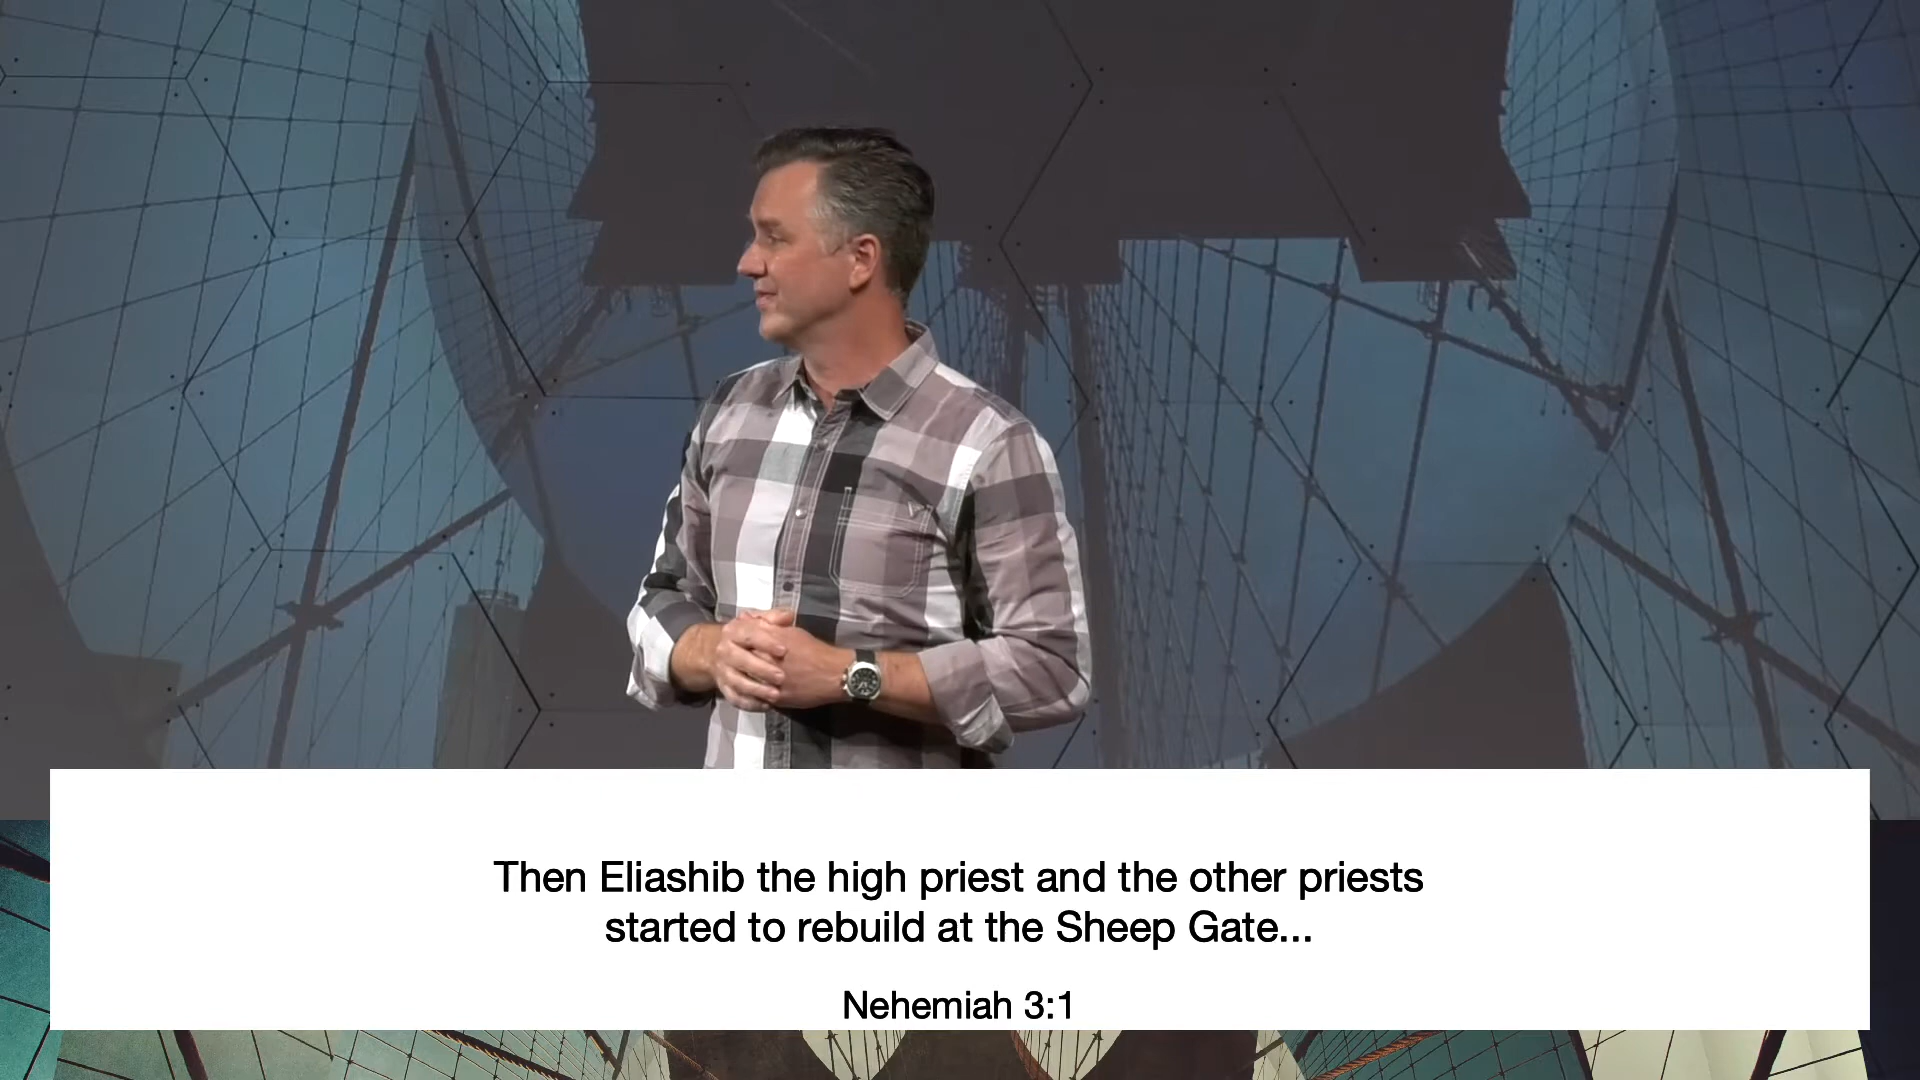 Then Eliashib the high priest and the other priests
started to rebuild at the Sheep Gate...
Nehemiah 3:1